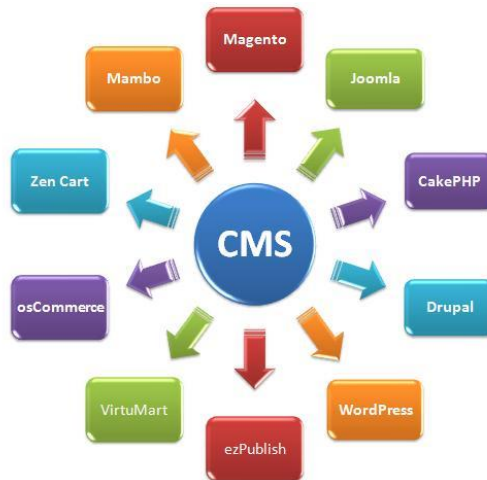 Magento
Mambo
Joomla
Zen Cart
CakePHP
CMS
osCommerce
Drupal
VirtuMart
WordPress
ezPublish